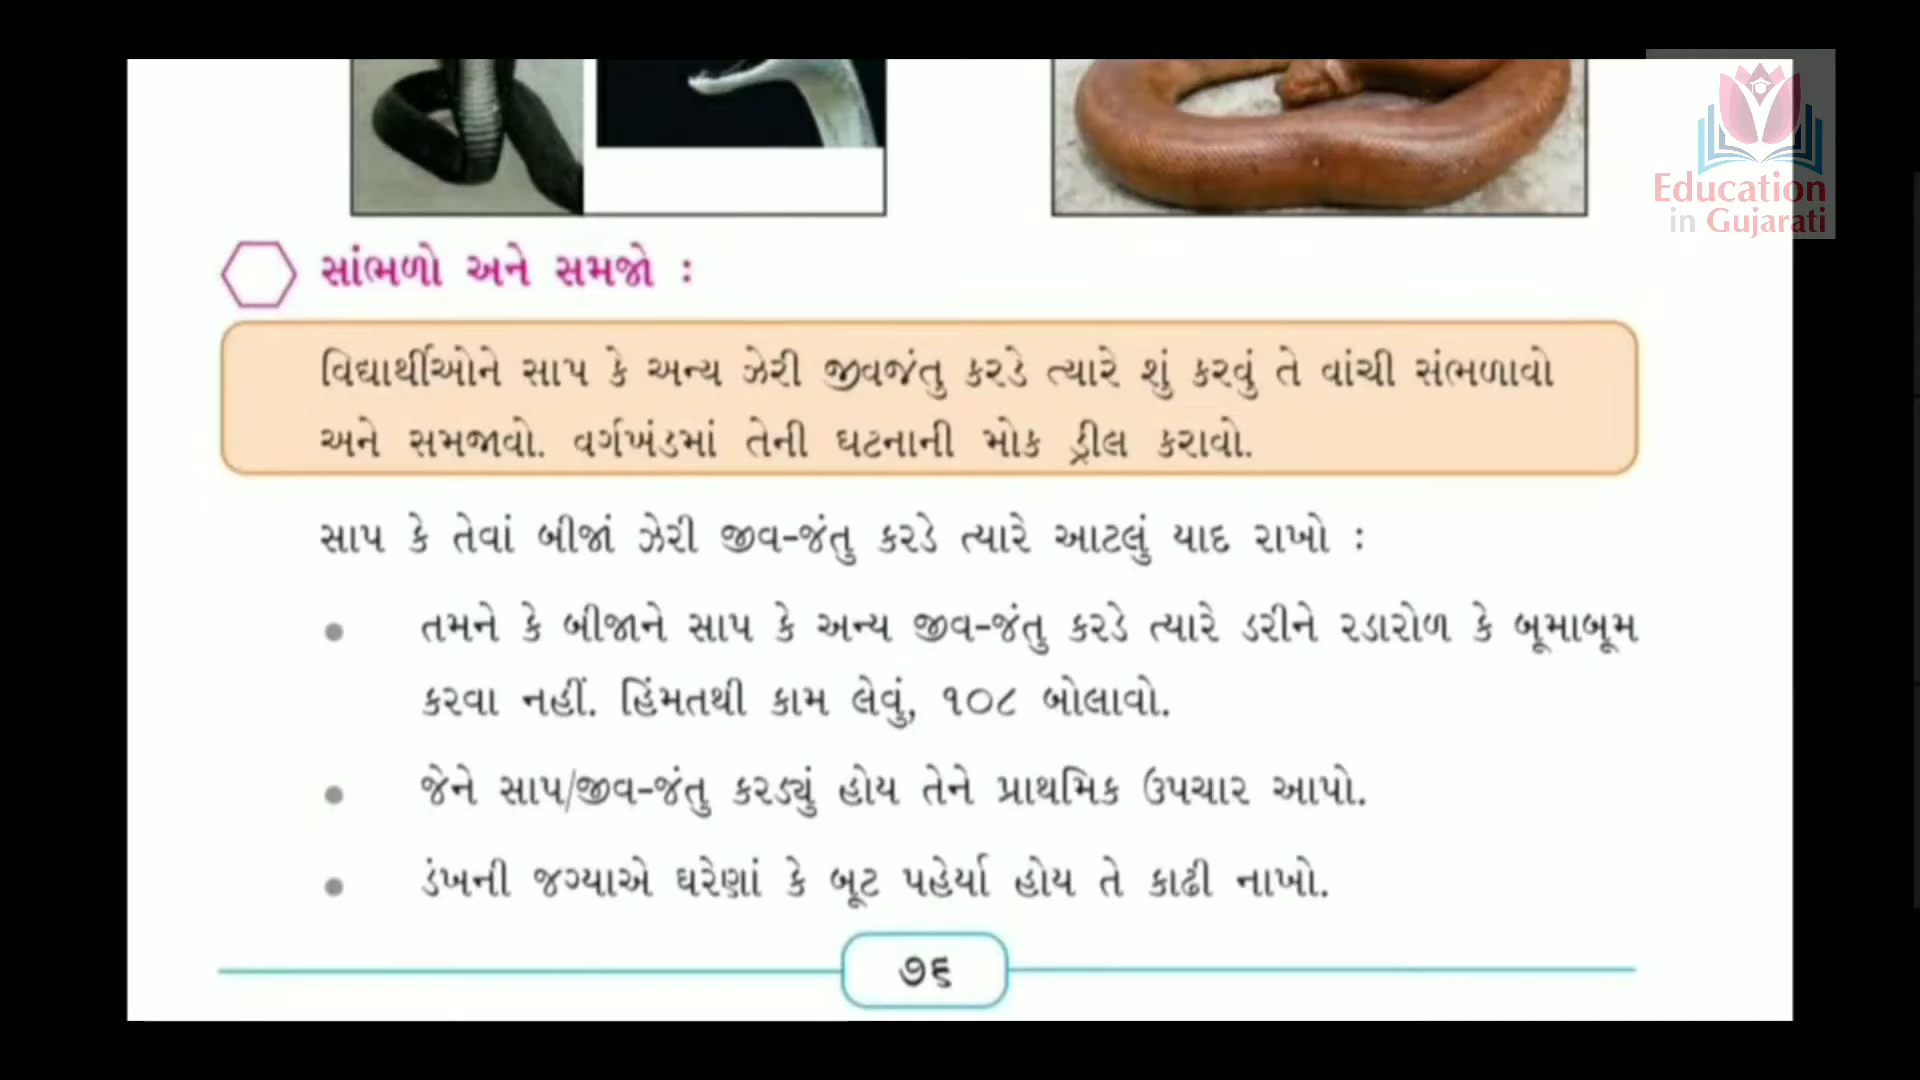 Education
in Gujarati
સાંભળો અને સમજો :
વિદ્યાર્થીઓને સાપ કે અન્ય ઝેરી જીવજંતુ કરડે ત્યારે શું કરવું તે વાંચી સંભળાવો
અને સમજાવો. વર્ગખંડમાં તેની ઘટનાની મોક ડ્રીલ કરાવો.
સાપ કે તેવાં બીજાં ઝેરી જીવ-જંતુ કરડે ત્યારે આટલું યાદ રાખો :
• તમને કે બીજાને સાપ કે અન્ય જીવ-જંતુ કરડે ત્યારે ડરીને રડારોળ કે બૂમાબૂમ
કરવા નહીં. હિંમતથી કામ લેવું, ૧૦૮ બોલાવો.
• જેને સાપ/જીવ-જંતુ કરડ્યું હોય તેને પ્રાથમિક ઉપચાર આપો.
• ડંખની જગ્યાએ ઘરેણાં કે બૂટ પહેર્યા હોય તે કાઢી નાખો.
૭૬